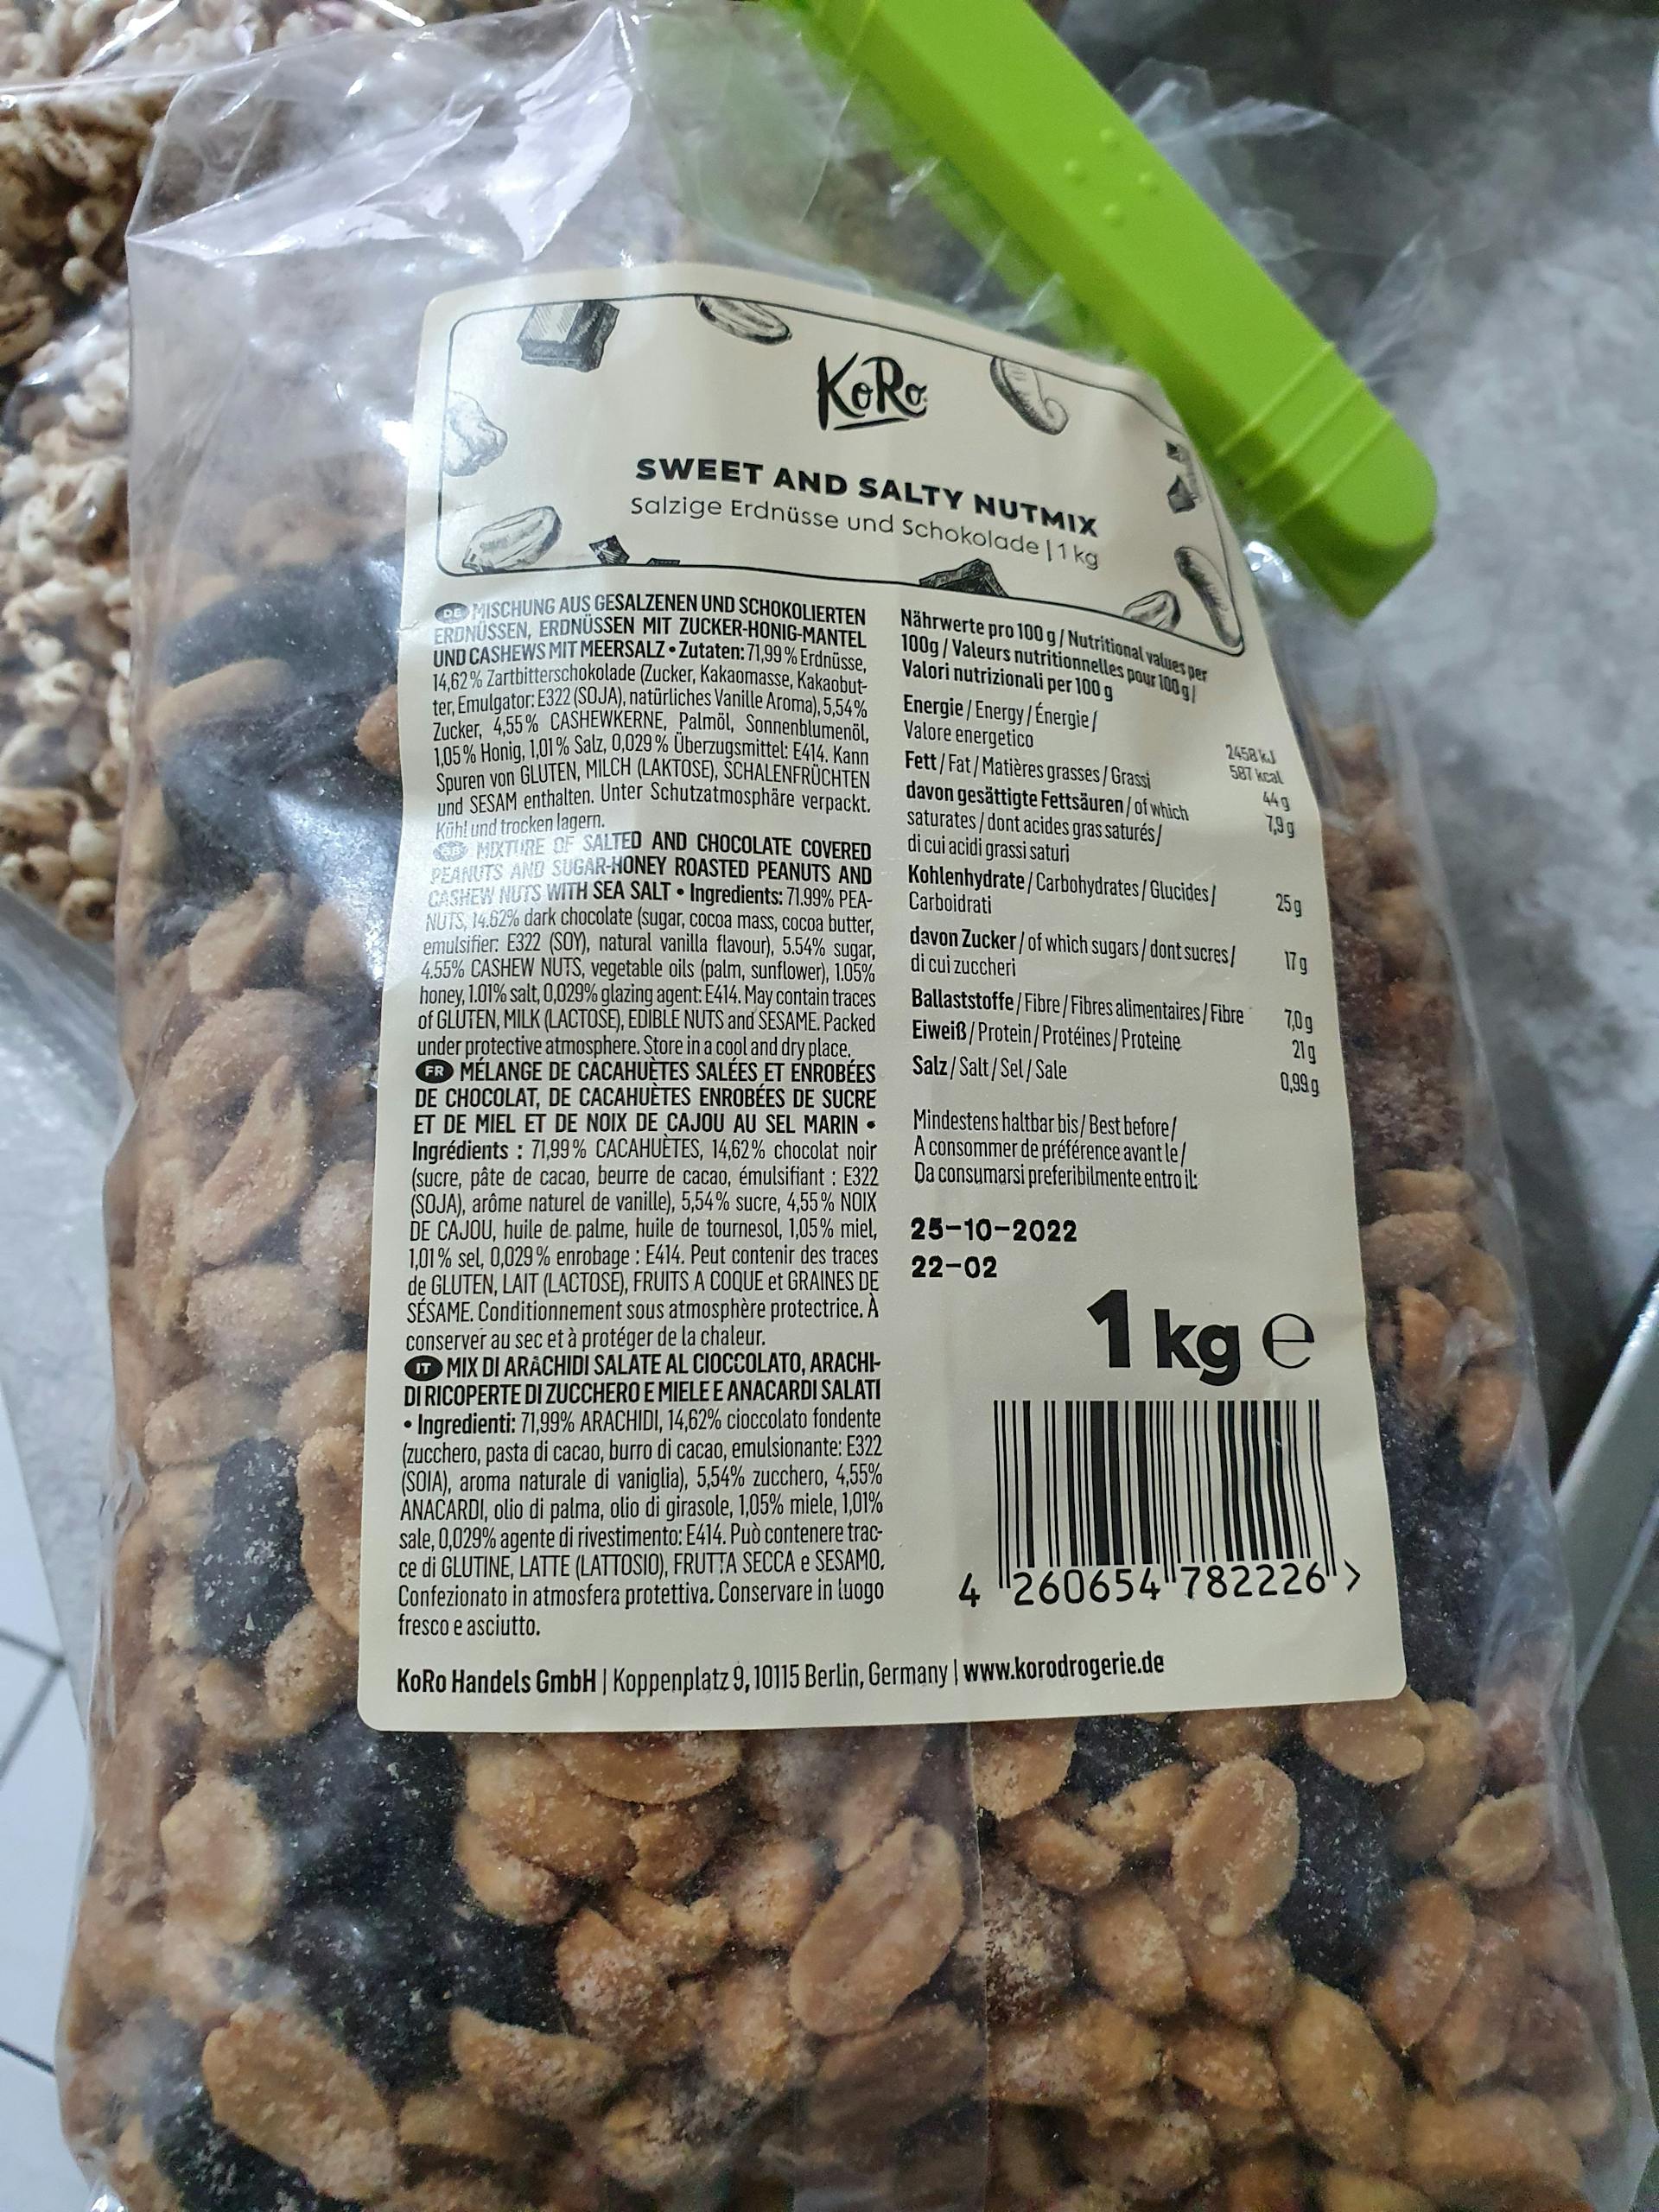 KoRo
SWEET AND SALTY NUTMIX
Salzige Erdnüsse und Schokolade | 1 kg
DE MISCHUNG AUS GESALZENEN UND SCHOKOLIERTEN
ERDNÜSSEN, ERDNÜSSEN MIT ZUCKER-HONIG-MANTEL
UND CASHEWS MIT MEERSALZ • Zutaten: 71,99 % Erdnüsse,
14,62 % Zartbitterschokolade (Zucker, Kakaomasse, Kakaobut-
ter, Emulgator: E322 (SOJA), natürliches Vanille Aroma), 5,54 %
Zucker, 4,55 % CASHEWKERNE, Palmöl, Sonnenblumenöl,
1,05 % Honig, 1,01 % Salz, 0,029 % Überzugsmittel: E414. Kann
Spuren von GLUTEN, MILCH (LAKTOSE), SCHALENFRÜCHTEN
und SESAM enthalten. Unter Schutzatmosphäre verpackt.
Kühl und trocken lagern.
GB MIXTURE OF SALTED AND CHOCOLATE COVERED
PEANUTS AND SUGAR-HONEY ROASTED PEANUTS AND
CASHEW NUTS WITH SEA SALT • Ingredients: 71.99% PEA-
NUTS, 14.62% dark chocolate (sugar, cocoa mass, cocoa butter,
emulsifier: E322 (SOY), natural vanilla flavour), 5.54% sugar,
4.55% CASHEW NUTS, vegetable oils (palm, sunflower), 1.05%
honey, 1.01% salt, 0,029% glazing agent: E414. May contain traces
of GLUTEN, MILK (LACTOSE), EDIBLE NUTS and SESAME. Packed
under protective atmosphere. Store in a cool and dry place.
FR MÉLANGE DE CACAHUÈTES SALÉES ET ENROBÉES
DE CHOCOLAT, DE CACAHUÈTES ENROBÉES DE SUCRE
ET DE MIEL ET DE NOIX DE CAJOU AU SEL MARIN •
Ingrédients : 71,99 % CACAHUÈTES, 14,62% chocolat noir
(sucre, pâte de cacao, beurre de cacao, émulsifiant : E322
(SOJA), arôme naturel de vanille), 5,54 % sucre, 4,55 % NOIX
DE CAJOU, huile de palme, huile de tournesol, 1,05 % miel,
1,01 % sel, 0,029 % enrobage : E414. Peut contenir des traces
de GLUTEN, LAIT (LACTOSE), FRUITS A COQUE et GRAINES DE
SÉSAME. Conditionnement sous atmosphère protectrice. À
conserver au sec et à protéger de la chaleur.
IT MIX DI ARACHIDI SALATE AL CIOCCOLATO, ARACHI-
DI RICOPERTE DI ZUCCHERO E MIELE E ANACARDI SALATI
• Ingredienti: 71,99% ARACHIDI, 14,62% cioccolato fondente
(zucchero, pasta di cacao, burro di cacao, emulsionante: E322
(SOIA), aroma naturale di vaniglia), 5,54% zucchero, 4,55%
ANACARDI, olio di palma, olio di girasole, 1,05% miele, 1,01%
sale, 0,029% agente di rivestimento: E414. Può contenere trac-
ce di GLUTINE, LATTE (LATTOSIO), FRUTTA SECCA e SESAMO.
Confezionato in atmosfera protettiva. Conservare in luogo
fresco e asciutto.
Nährwerte pro 100 g / Nutritional values per
100g / Valeurs nutritionnelles pour 100 g /
Valori nutrizionali per 100 g
Energie / Energy / Énergie /
Valore energetico 2458 kJ
587 kcal
Fett / Fat / Matières grasses / Grassi 44 g
davon gesättigte Fettsäuren / of which 7,9 g
saturates / dont acides gras saturés /
di cui acidi grassi saturi
Kohlenhydrate / Carbohydrates / Glucides / 25 g
Carboidrati
davon Zucker / of which sugars / dont sucres / 17 g
di cui zuccheri
Ballaststoffe / Fibre / Fibres alimentaires / Fibre 7,0 g
Eiweiß / Protein / Protéines / Proteine 21 g
Salz / Salt / Sel / Sale 0,99 g
Mindestens haltbar bis / Best before /
A consommer de préférence avant le /
Da consumarsi preferibilmente entro il:
25-10-2022
22-02
1 kg e
4 260654 782226 >
KoRo Handels GmbH | Koppenplatz 9, 10115 Berlin, Germany | www.korodrogerie.de